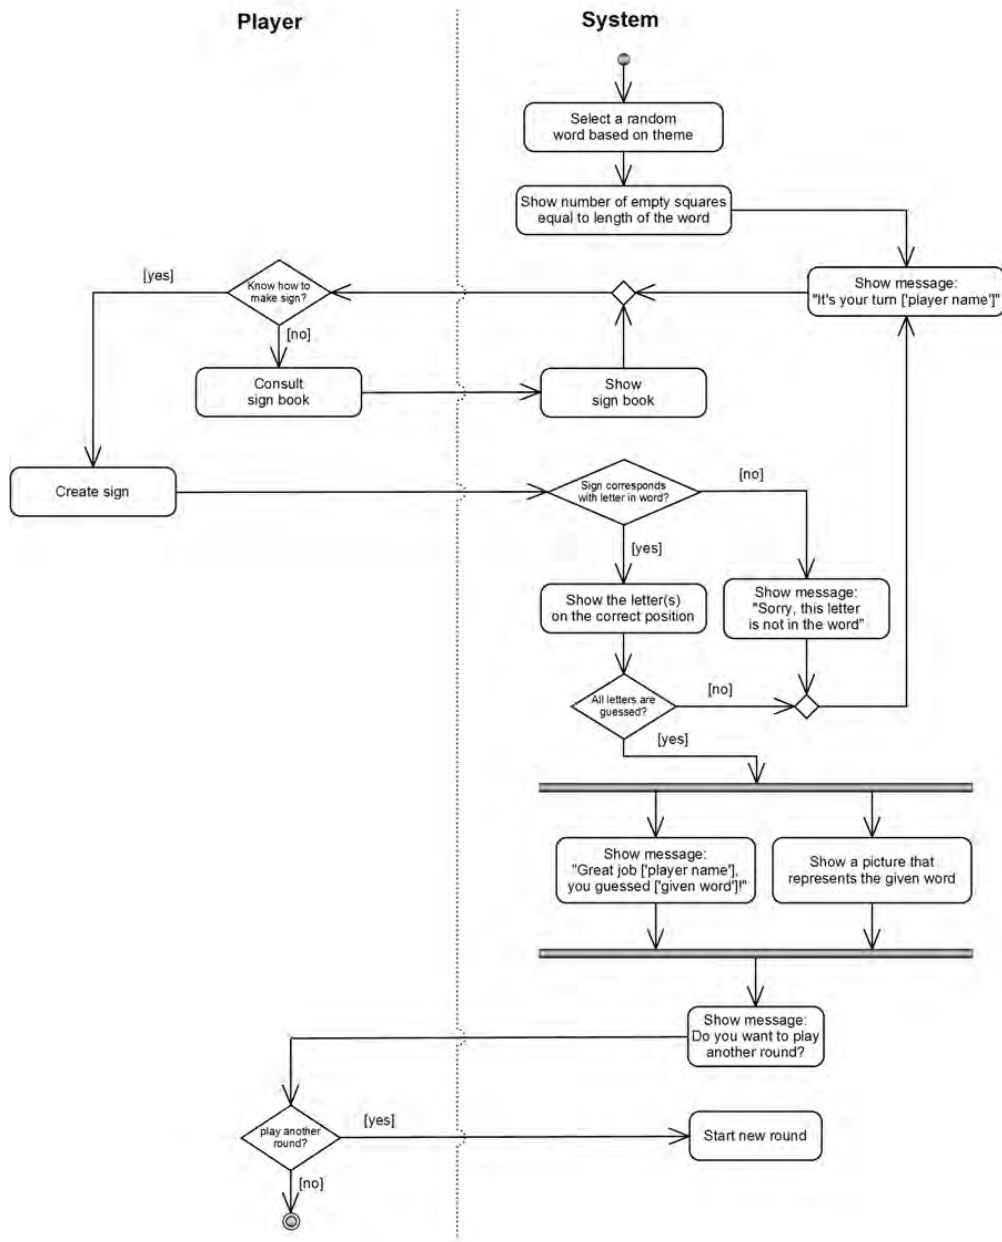 Player
System
Select a random
word based on theme
Show number of empty squares
equal to length of the word
[yes]
Know how to
make sign?
Show message:
"It's your turn ['player name']"
[no]
Consult
sign book
Show
sign book
Create sign
Sign corresponds
with letter in word?
[no]
[yes]
Show the letter(s)
on the correct position
Show message:
"Sorry, this letter
is not in the word"
All letters are
guessed?
[no]
[yes]
Show message:
"Great job ['player name'],
you guessed ['given word']!"
Show a picture that
represents the given word
Show message:
Do you want to play
another round?
play another
round?
[yes]
Start new round
[no]